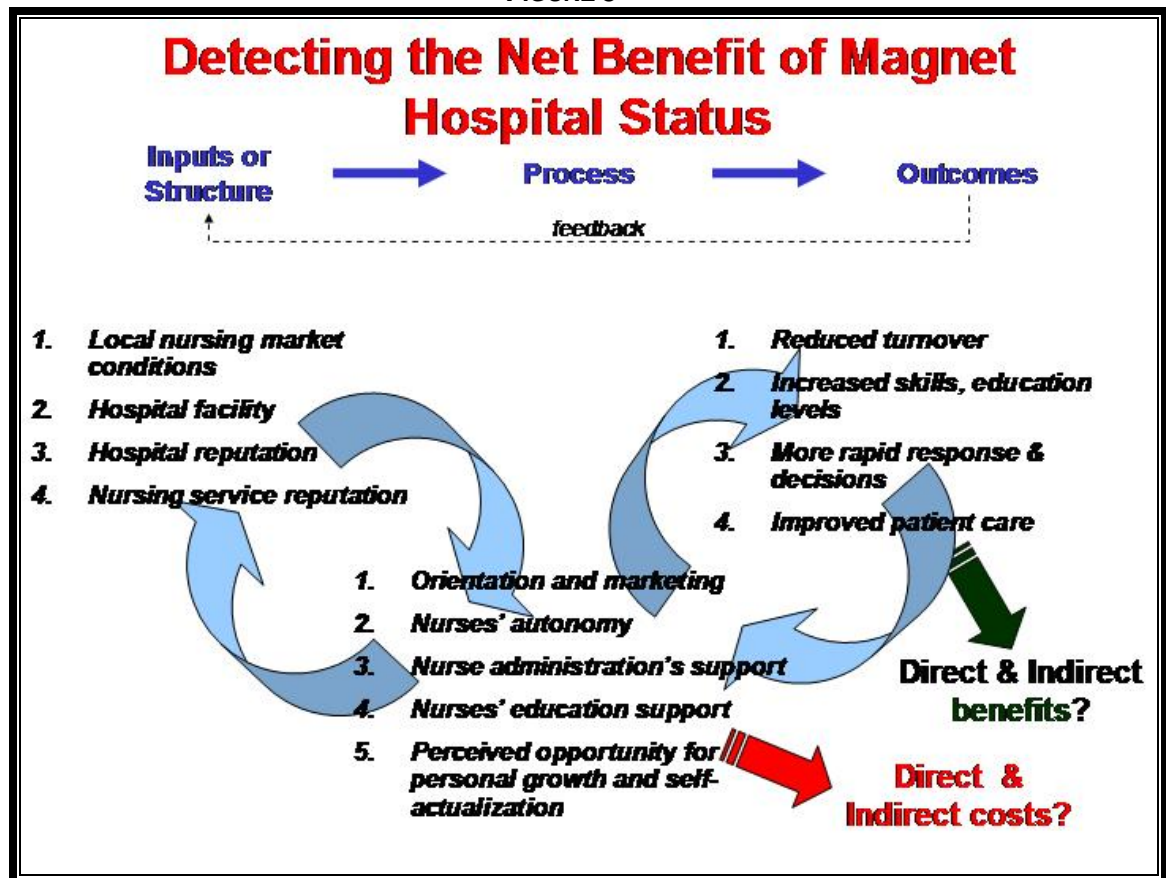 Detecting the Net Benefit of Magnet
Hospital Status
Inputs or
Structure
Process
Outcomes
feedback
1. Local nursing market
conditions
2. Hospital facility
3. Hospital reputation
4. Nursing service reputation
1. Reduced turnover
2. Increased skills, education
levels
3. More rapid response &
decisions
4. Improved patient care
1. Orientation and marketing
2. Nurses' autonomy
3. Nurse administration's support
4. Nurses' education support
5. Perceived opportunity for
personal growth and self-
actualization
Direct & Indirect
benefits?
Direct &
Indirect costs?